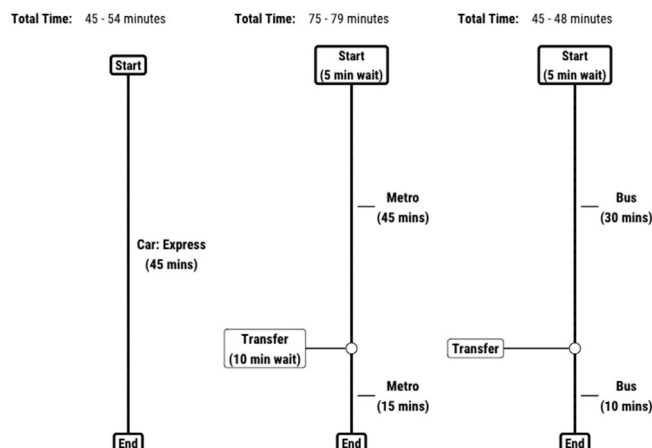 Total Time: 45 - 54 minutes
Start
Car: Express
(45 mins)
End
Total Time: 75 - 79 minutes
Start
(5 min wait)
Metro
(45 mins)
Transfer
(10 min wait)
Metro
(15 mins)
End
Total Time: 45 - 48 minutes
Start
(5 min wait)
Bus
(30 mins)
Transfer
Bus
(10 mins)
End